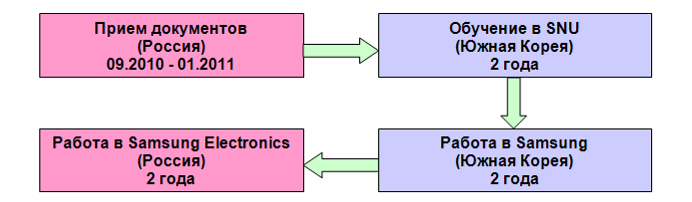 Прием документов
(Россия)
09.2010 - 01.2011
Обучение в SNU
(Южная Корея)
2 года
Работа в Samsung
(Южная Корея)
2 года
Работа в Samsung Electronics
(Россия)
2 года